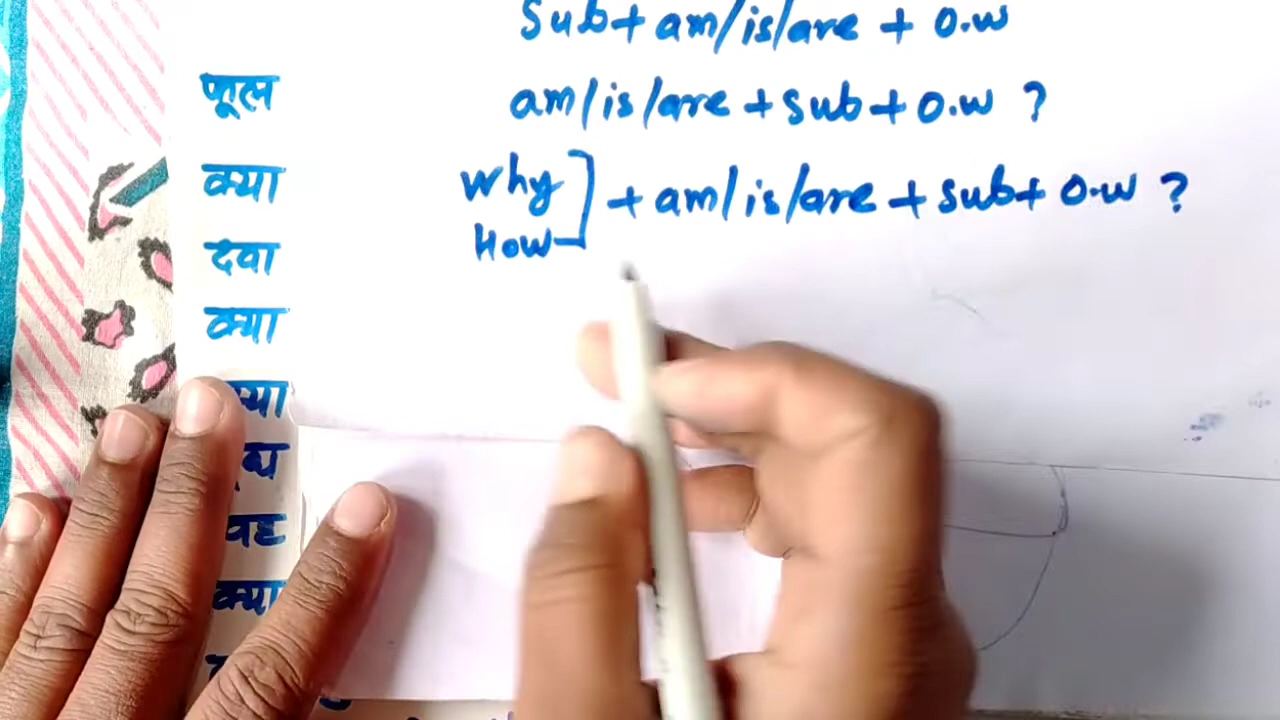 Sub + am/is/are + O.W
फूल
am/is/are + Sub + O.W ?
क्या
Why
How
] + am/is/are + Sub + O.W ?
दवा
क्या
वह
क्या